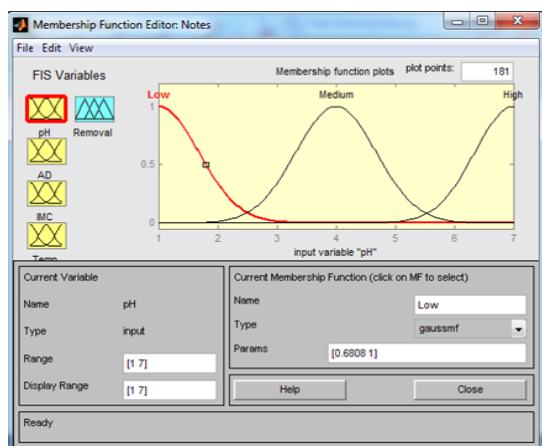 Membership Function Editor: Notes
File Edit View
FIS Variables
Membership function plots
plot points:
181
pH
Removal
AD
IMC
Temp
Low
Medium
High
1
0.5
0
1 2 3 4 5 6 7
input variable "pH"
Current Variable
Name pH
Type input
Range [1 7]
Display Range [1 7]
Current Membership Function (click on MF to select)
Name Low
Type gaussmf
Params [0.6808 1]
Help
Close
Ready